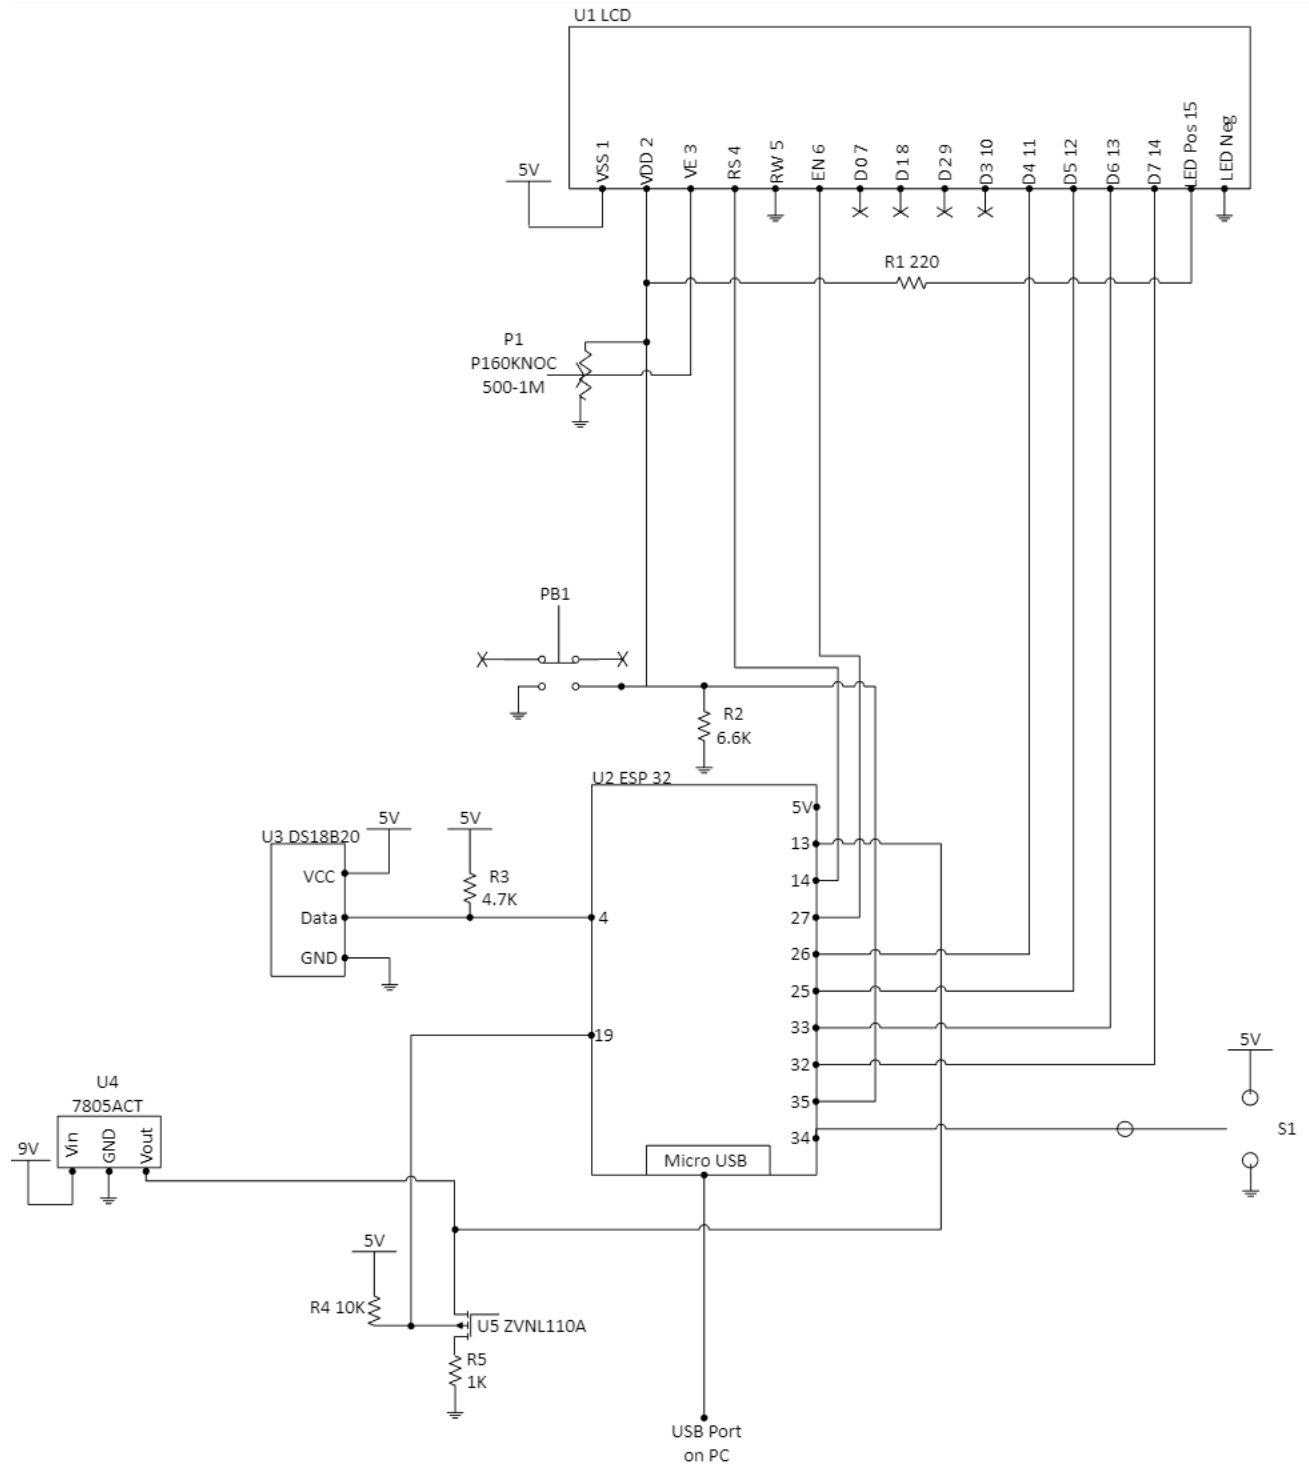 U1 LCD
VSS 1
VDD 2
VE 3
RS 4
RW 5
EN 6
D0 7
D1 8
D2 9
D3 10
D4 11
D5 12
D6 13
D7 14
LED Pos 15
LED Neg
5V
R1 220
P1
P160KNOC
500-1M
PB1
R2
6.6K
U2 ESP 32
5V
13
14
27
26
25
33
32
35
34
4
19
Micro USB
U3 DS18B20
VCC
Data
GND
5V
5V
R3
4.7K
5V
S1
U4
7805ACT
Vin
GND
Vout
9V
5V
R4 10K
U5 ZVNL110A
R5
1K
USB Port
on PC